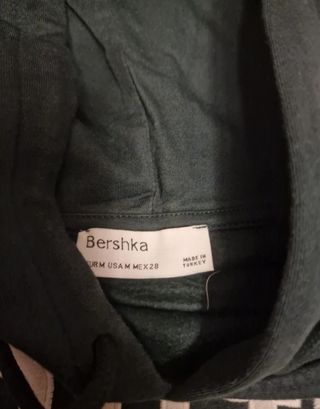 Bershka
EUR M USA M MEX 28
MADE IN
TURKEY